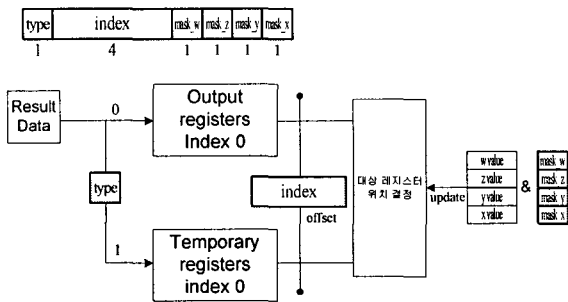 type index mask_w mask_z mask_y mask_x
1 4 1 1 1 1
Result
Data
0
type
1
Output
registers
Index 0
index
offset
Temporary
registers
index 0
대상 레지스터
위치 결정
update
w value
z value
y value
x value
&
mask_w
mask_z
mask_y
mask_x